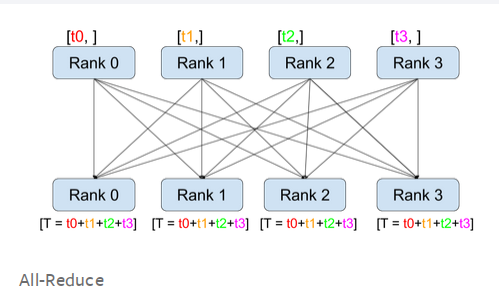 [t0, ] [t1,] [t2,] [t3, ]
Rank 0 Rank 1 Rank 2 Rank 3
Rank 0 Rank 1 Rank 2 Rank 3
[T = t0+t1+t2+t3] [T = t0+t1+t2+t3] [T = t0+t1+t2+t3] [T = t0+t1+t2+t3]
All-Reduce